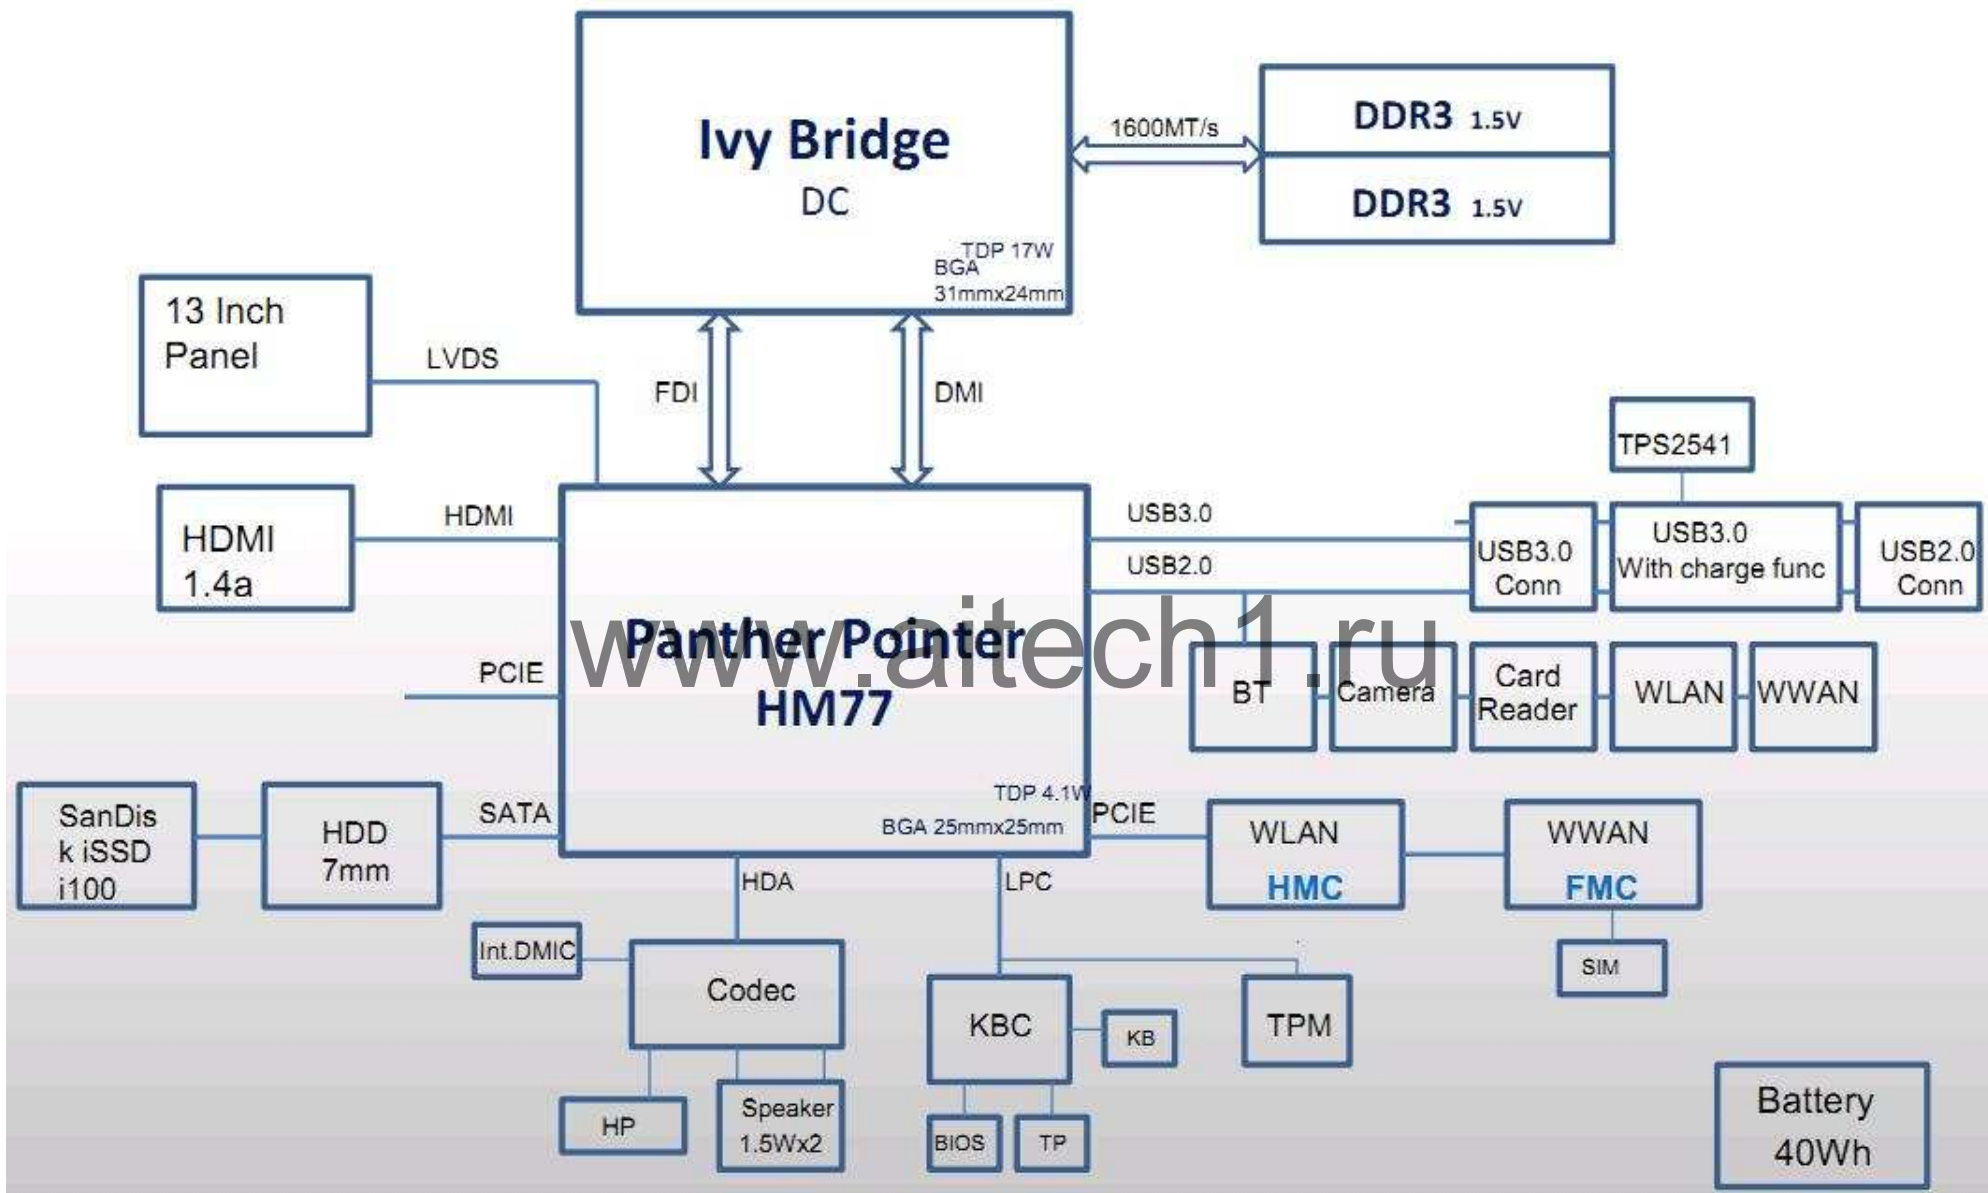 Ivy Bridge
DC
TDP 17W
BGA
31mmx24mm
1600MT/s
DDR3 1.5V
DDR3 1.5V
13 Inch
Panel
LVDS
FDI
DMI
HDMI
1.4a
HDMI
Panther Pointer
HM77
TDP 4.1W
BGA 25mmx25mm
www.aitech1.ru
USB3.0
USB2.0
TPS2541
USB3.0
Conn
USB3.0
With charge func
USB2.0
Conn
BT
Camera
Card
Reader
WLAN
WWAN
PCIE
SanDis
k iSSD
i100
HDD
7mm
SATA
PCIE
WLAN
HMC
WWAN
FMC
SIM
HDA
LPC
Int.DMIC
Codec
HP
Speaker
1.5Wx2
KBC
KB
TPM
BIOS
TP
Battery
40Wh